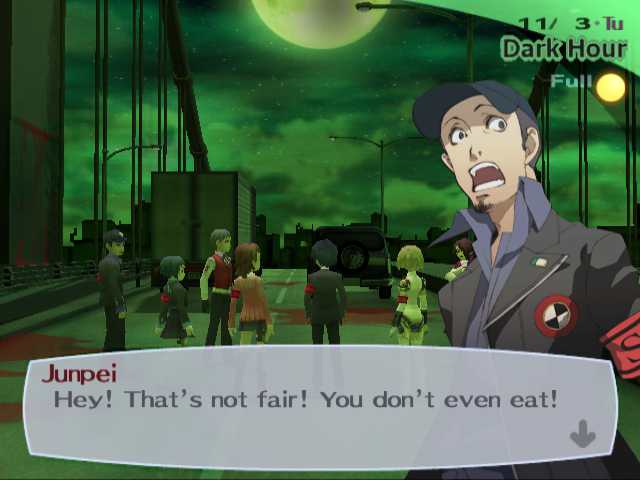 11/ 3・Tu
Dark Hour
Full
Junpei
Hey! That's not fair! You don't even eat!